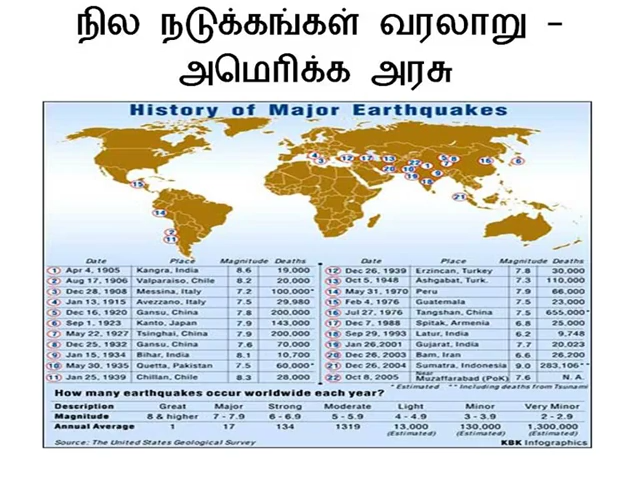 நில நடுக்கங்கள் வரலாறு -
அமெரிக்க அரசு
History of Major Earthquakes
Date Place Magnitude Deaths Date Place Magnitude Deaths
1 Apr 4, 1905 Kangra, India 8.6 19,000 12 Dec 26, 1939 Erzincan, Turkey 7.8 30,000
2 Aug 17, 1906 Valparaiso, Chile 8.2 20,000 13 Oct 5, 1948 Ashgabat, Turk. 7.3 110,000
3 Dec 28, 1908 Messina, Italy 7.2 100,000* 14 May 31, 1970 Peru 7.9 66,000
4 Jan 13, 1915 Avezzano, Italy 7.5 29,980 15 Feb 4, 1976 Guatemala 7.5 23,000
5 Dec 16, 1920 Gansu, China 7.8 200,000 16 Jul 27, 1976 Tangshan, China 7.5 655,000*
6 Sep 1, 1923 Kanto, Japan 7.9 143,000 17 Dec 7, 1988 Spitak, Armenia 6.8 25,000
7 May 22, 1927 Tsinghai, China 7.9 200,000 18 Sep 29, 1993 Latur, India 6.2 9,748
8 Dec 25, 1932 Gansu, China 7.6 70,000 19 Jan 26, 2001 Gujarat, India 7.7 20,023
9 Jan 15, 1934 Bihar, India 8.1 10,700 20 Dec 26, 2003 Bam, Iran 6.6 26,200
10 May 30, 1935 Quetta, Pakistan 7.5 60,000* 21 Dec 26, 2004 Sumatra, Indonesia 9.0 283,106**
11 Jan 25, 1939 Chillan, Chile 8.3 28,000 22 Oct 8, 2005 Near Muzaffarabad (PoK) 7.6 N. A.
* Estimated ** Including deaths from Tsunami
How many earthquakes occur worldwide each year?
Description Great Major Strong Moderate Light Minor Very Minor
Magnitude 8 & higher 7 - 7.9 6 - 6.9 5 - 5.9 4 - 4.9 3 - 3.9 2 - 2.9
Annual Average 1 17 134 1319 13,000 130,000 1,300,000
(Estimated) (Estimated) (Estimated)
Source: The United States Geological Survey KBK Infographics